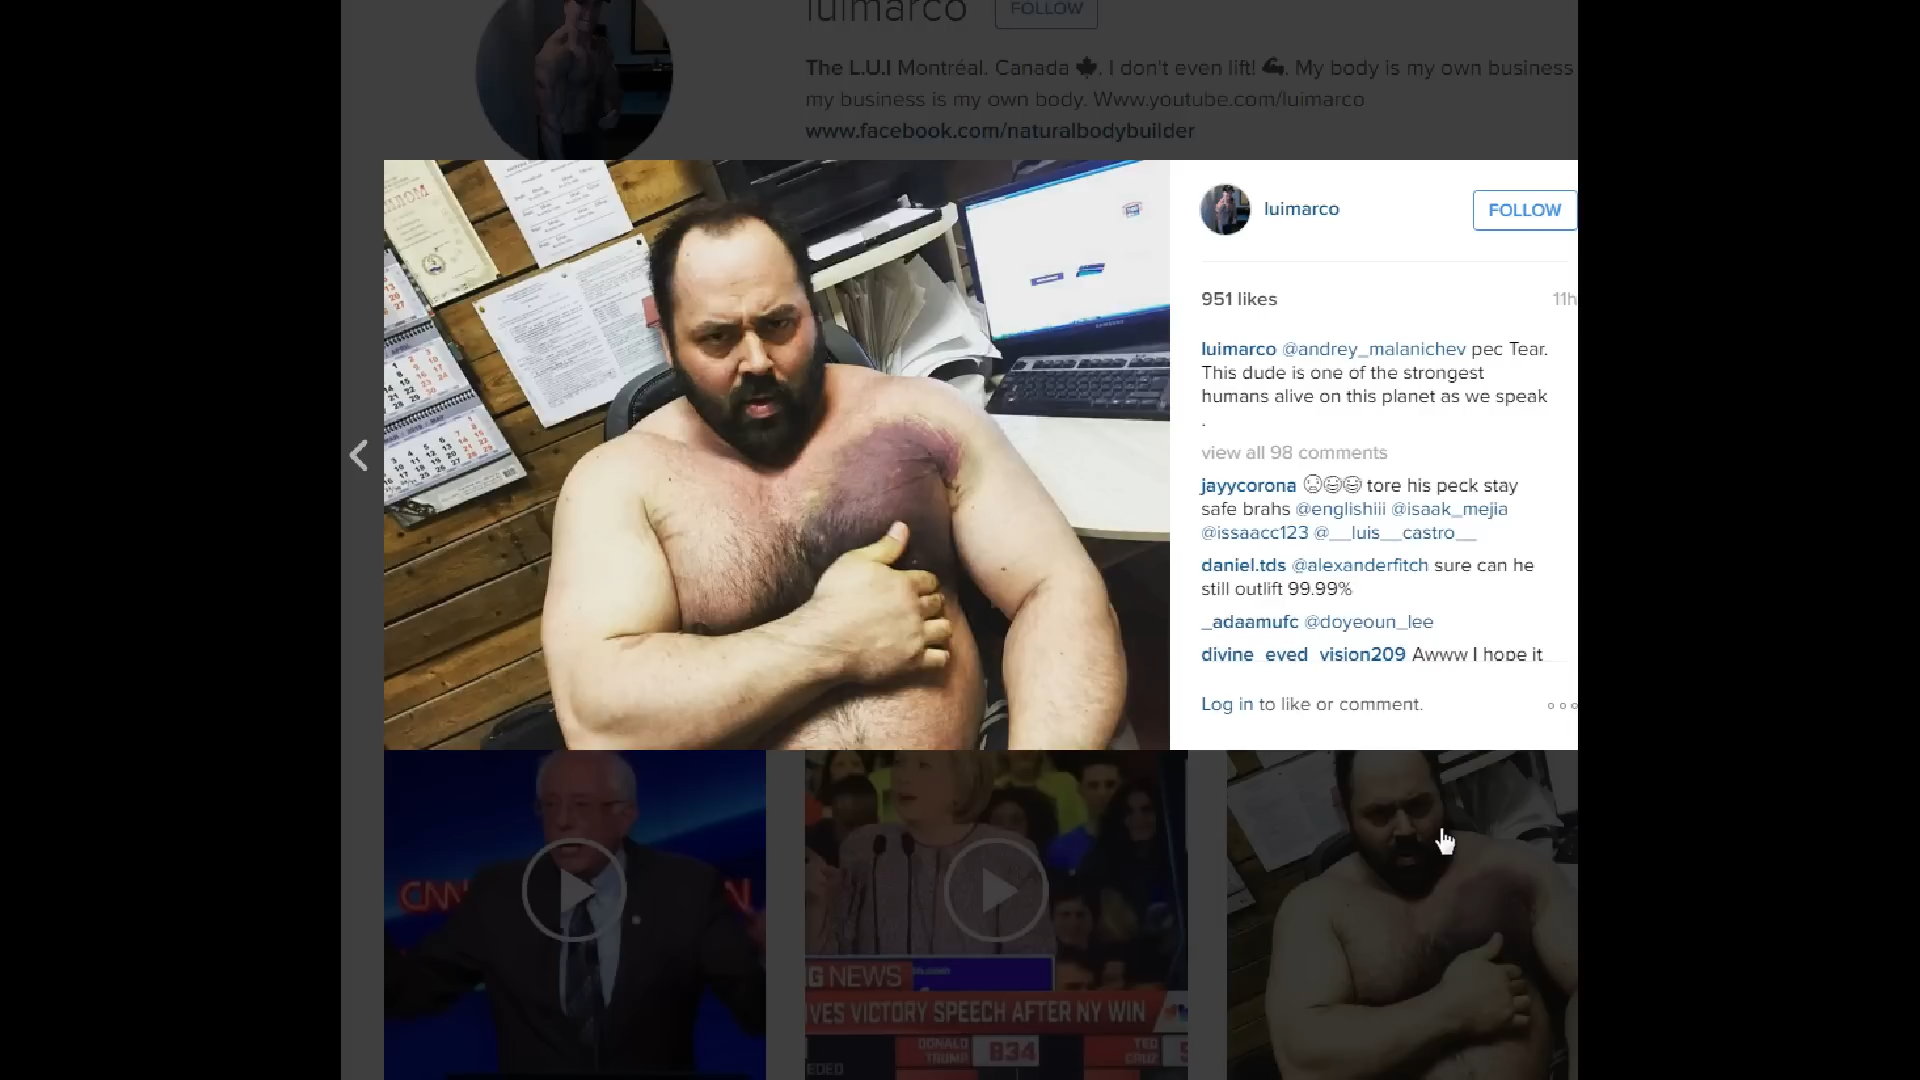 luimarco FOLLOW
The L.U.I Montréal. Canada 🍁. I don't even lift! 💪. My body is my own business
my business is my own body. Www.youtube.com/luimarco
www.facebook.com/naturalbodybuilder
luimarco FOLLOW
951 likes 11h
luimarco @andrey_malanichev pec Tear.
This dude is one of the strongest
humans alive on this planet as we speak
.
view all 98 comments
jayycorona 😢😂😂 tore his peck stay
safe brahs @englishiii @isaak_mejia
@issaacc123 @__luis__castro__
daniel.tds @alexanderfitch sure can he
still outlift 99.99%
_adaamufc @doyeoun_lee
divine_eyed_vision209 Awww I hope it
Log in to like or comment.
APRIL
SAMSUNG
CNN
G NEWS
VES VICTORY SPEECH AFTER NY WIN
DONALD
TRUMP 834
TED
CRUZ
EDED